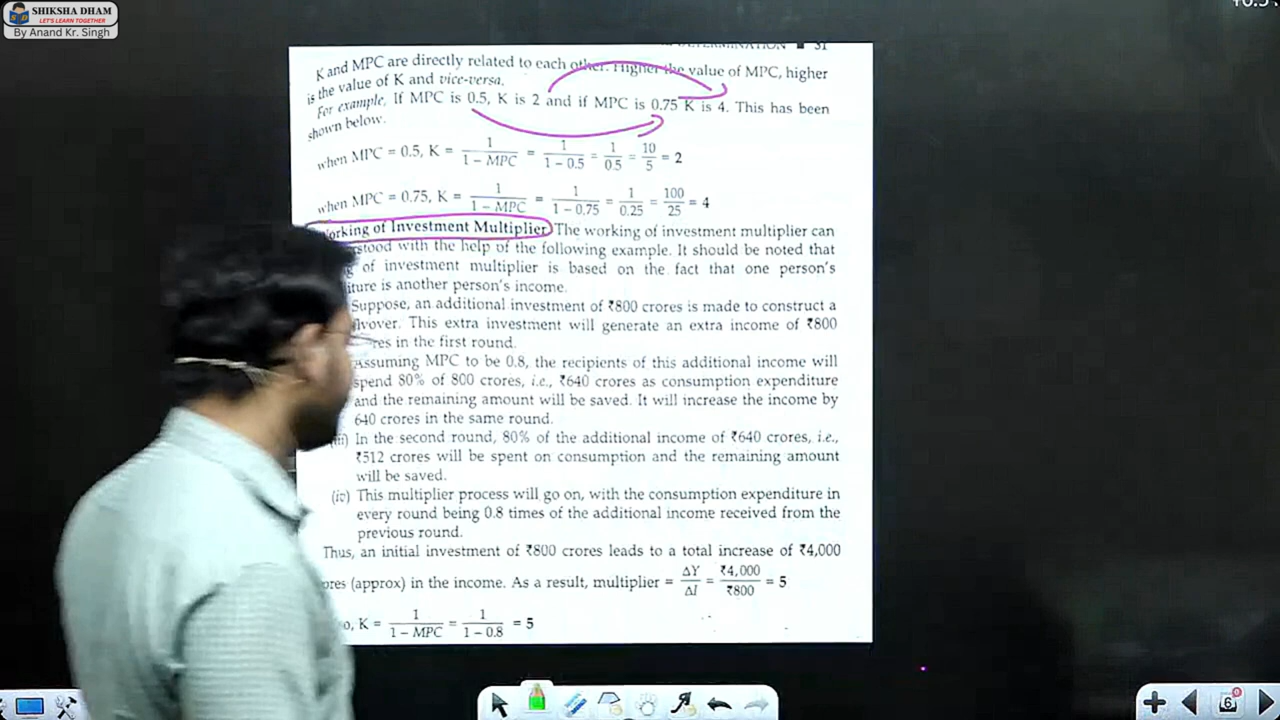 SHIKSHA DHAM
LET'S LEARN TOGETHER
By Anand Kr. Singh
31
K and MPC are directly related to each other. Higher the value of MPC, higher
is the value of K and vice-versa.
For example, If MPC is 0.5, K is 2 and if MPC is 0.75 K is 4. This has been
shown below.
when MPC = 0.5, K = 1/(1 − MPC) = 1/(1 − 0.5) = 1/0.5 = 10/5 = 2
when MPC = 0.75, K = 1/(1 − MPC) = 1/(1 − 0.75) = 1/0.25 = 100/25 = 4
orking of Investment Multiplier The working of investment multiplier can
stood with the help of the following example. It should be noted that
of investment multiplier is based on the fact that one person's
iture is another person's income.
Suppose, an additional investment of ₹800 crores is made to construct a
lyover. This extra investment will generate an extra income of ₹800
res in the first round.
Assuming MPC to be 0.8, the recipients of this additional income will
spend 80% of 800 crores, i.e., ₹640 crores as consumption expenditure
and the remaining amount will be saved. It will increase the income by
640 crores in the same round.
(iii) In the second round, 80% of the additional income of ₹640 crores, i.e.,
₹512 crores will be spent on consumption and the remaining amount
will be saved.
(iv) This multiplier process will go on, with the consumption expenditure in
every round being 0.8 times of the additional income received from the
previous round.
Thus, an initial investment of ₹800 crores leads to a total increase of ₹4,000
ores (approx) in the income. As a result, multiplier = ΔY/ΔI = ₹4,000/₹800 = 5
o, K = 1/(1 − MPC) = 1/(1 − 0.8) = 5
6